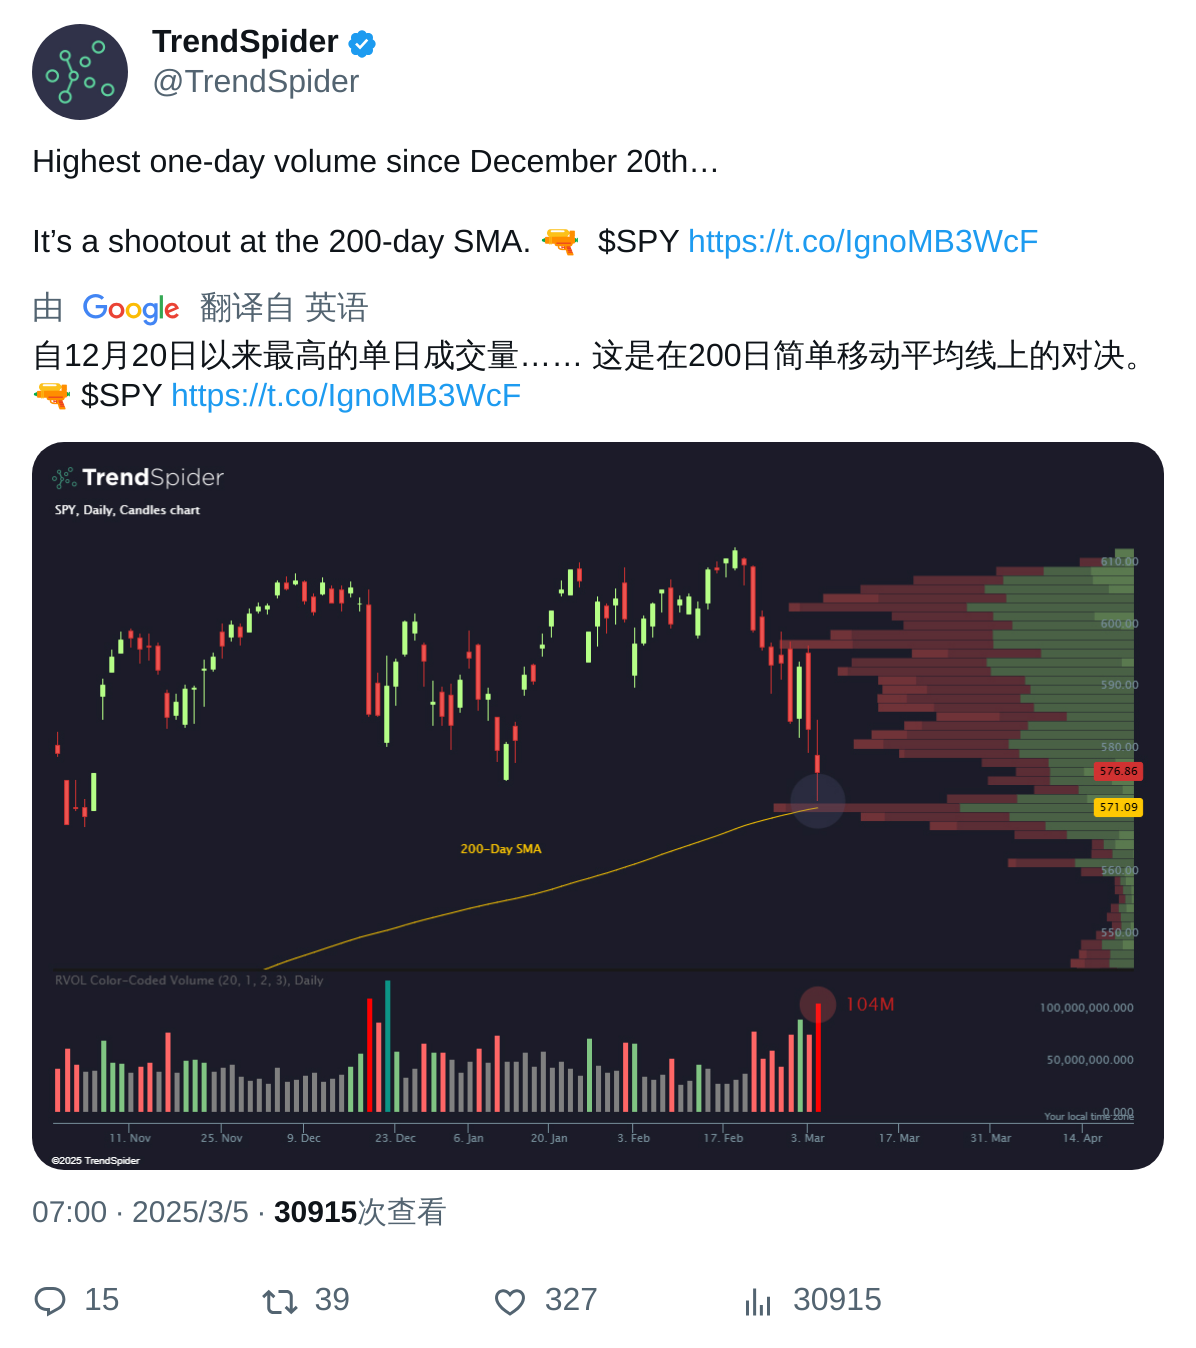 TrendSpider
@TrendSpider
Highest one-day volume since December 20th…
It’s a shootout at the 200-day SMA. 🔫 $SPY https://t.co/IgnoMB3WcF
由 Google 翻译自 英语
自12月20日以来最高的单日成交量…… 这是在200日简单移动平均线上的对决。
🔫 $SPY https://t.co/IgnoMB3WcF
TrendSpider
SPY, Daily, Candles chart
610.00
600.00
590.00
580.00
576.86
571.09
200-Day SMA
560.00
550.00
RVOL Color-Coded Volume (20, 1, 2, 3), Daily
104M
100,000,000.000
50,000,000.000
0.000
Your local time zone
11. Nov 25. Nov 9. Dec 23. Dec 6. Jan 20. Jan 3. Feb 17. Feb 3. Mar 17. Mar 31. Mar 14. Apr
©2025 TrendSpider
07:00 · 2025/3/5 · 30915次查看
15 39 327 30915